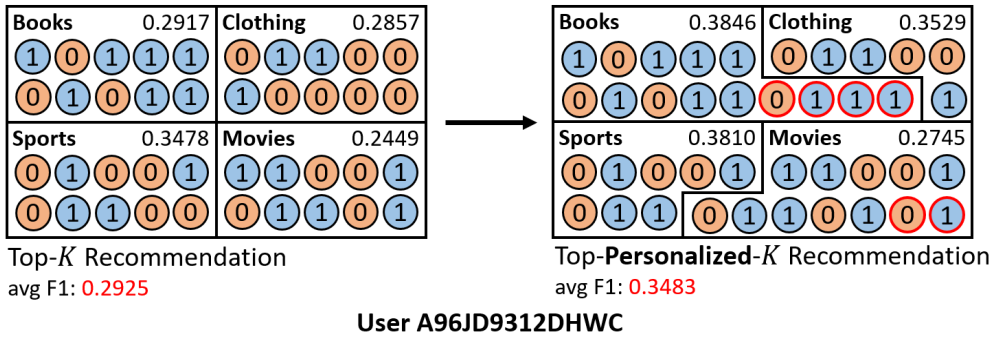 Books 0.2917 Clothing 0.2857
1 0 1 1 1 0 1 1 0 0
0 1 0 1 1 1 0 0 0 0
Sports 0.3478 Movies 0.2449
0 1 0 0 1 1 1 0 0 1
0 1 1 0 0 0 1 1 0 1
Top-K Recommendation
avg F1: 0.2925
Books 0.3846 Clothing 0.3529
1 0 1 1 1 0 1 1 0 0
0 1 0 1 1 0 1 1 1 1
Sports 0.3810 Movies 0.2745
0 1 0 0 1 1 1 0 0 1
0 1 1 0 1 1 0 1 0 1
Top-Personalized-K Recommendation
avg F1: 0.3483
User A96JD9312DHWC